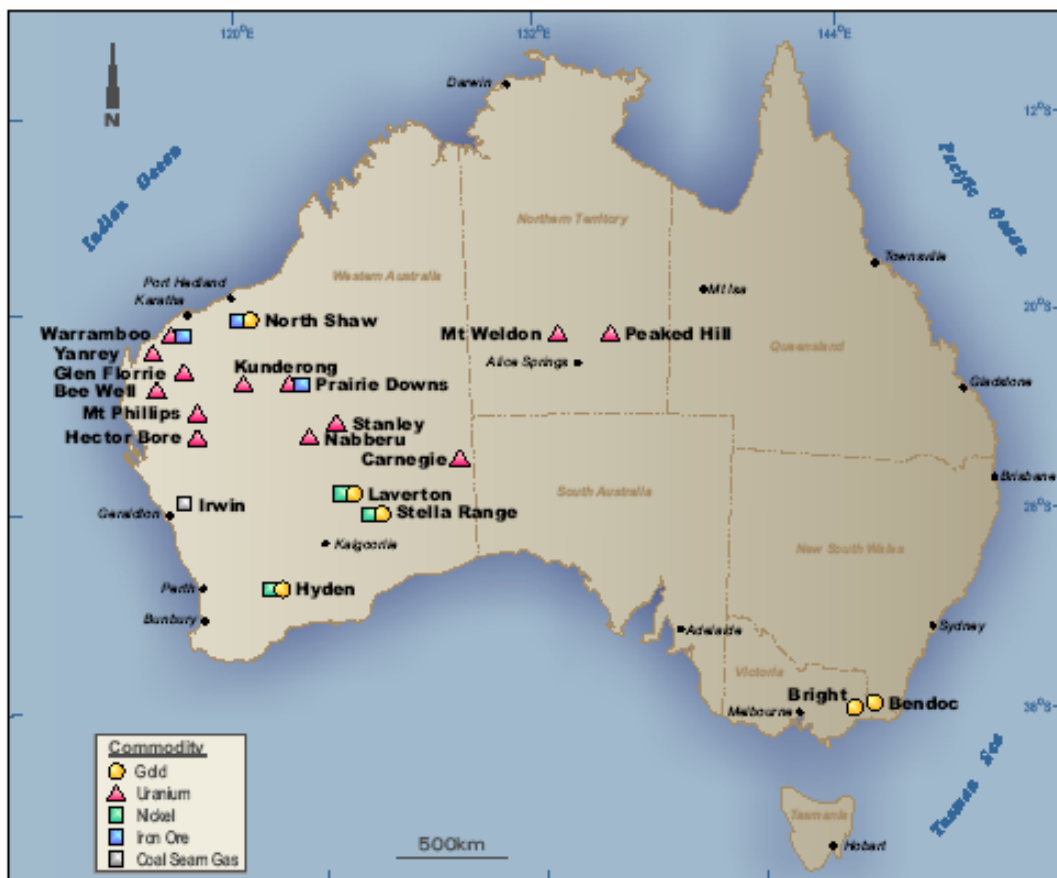 120°E
132°E
144°E
N
Darwin
12°S
Indian Ocean
Pacific Ocean
Northern Territory
Townsville
Western Australia
Port Hedland
Mt Isa
Karatha
20°S
North Shaw
Warramboo
Mt Weldon
Peaked Hill
Yanrey
Queensland
Glen Florrie
Kunderong
Alice Springs
Bee Well
Prairie Downs
Gladstone
Mt Phillips
Stanley
Hector Bore
Nabberu
Carnegie
Brisbane
Laverton
South Australia
Irwin
Stella Range
28°S
Geraldton
Kalgoorlie
New South Wales
Perth
Hyden
Bunbury
Adelaide
Sydney
Victoria
Bright
Bendoc
Melbourne
36°S
Commodity
Gold
Uranium
Nickel
Iron Ore
Coal Seam Gas
500km
Tasman Sea
Tasmania
Hobart